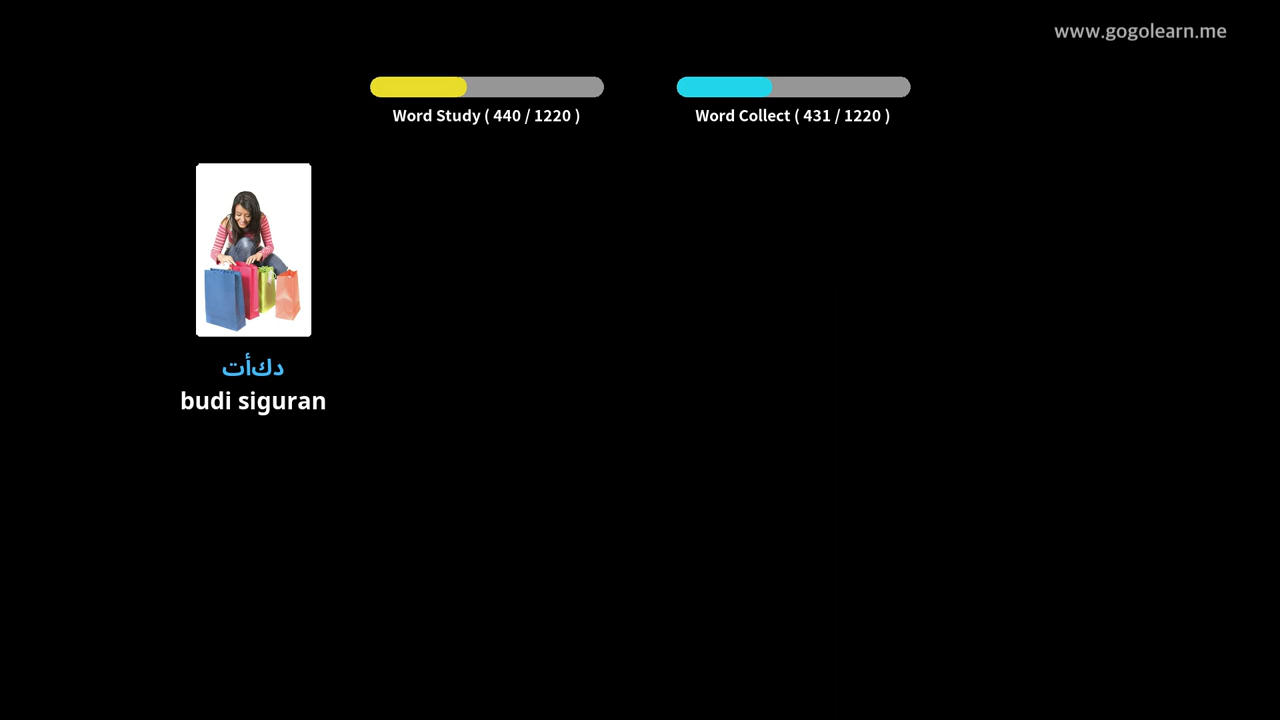 www.gogolearn.me
Word Study ( 440 / 1220 )
Word Collect ( 431 / 1220 )
دكأت
budi siguran